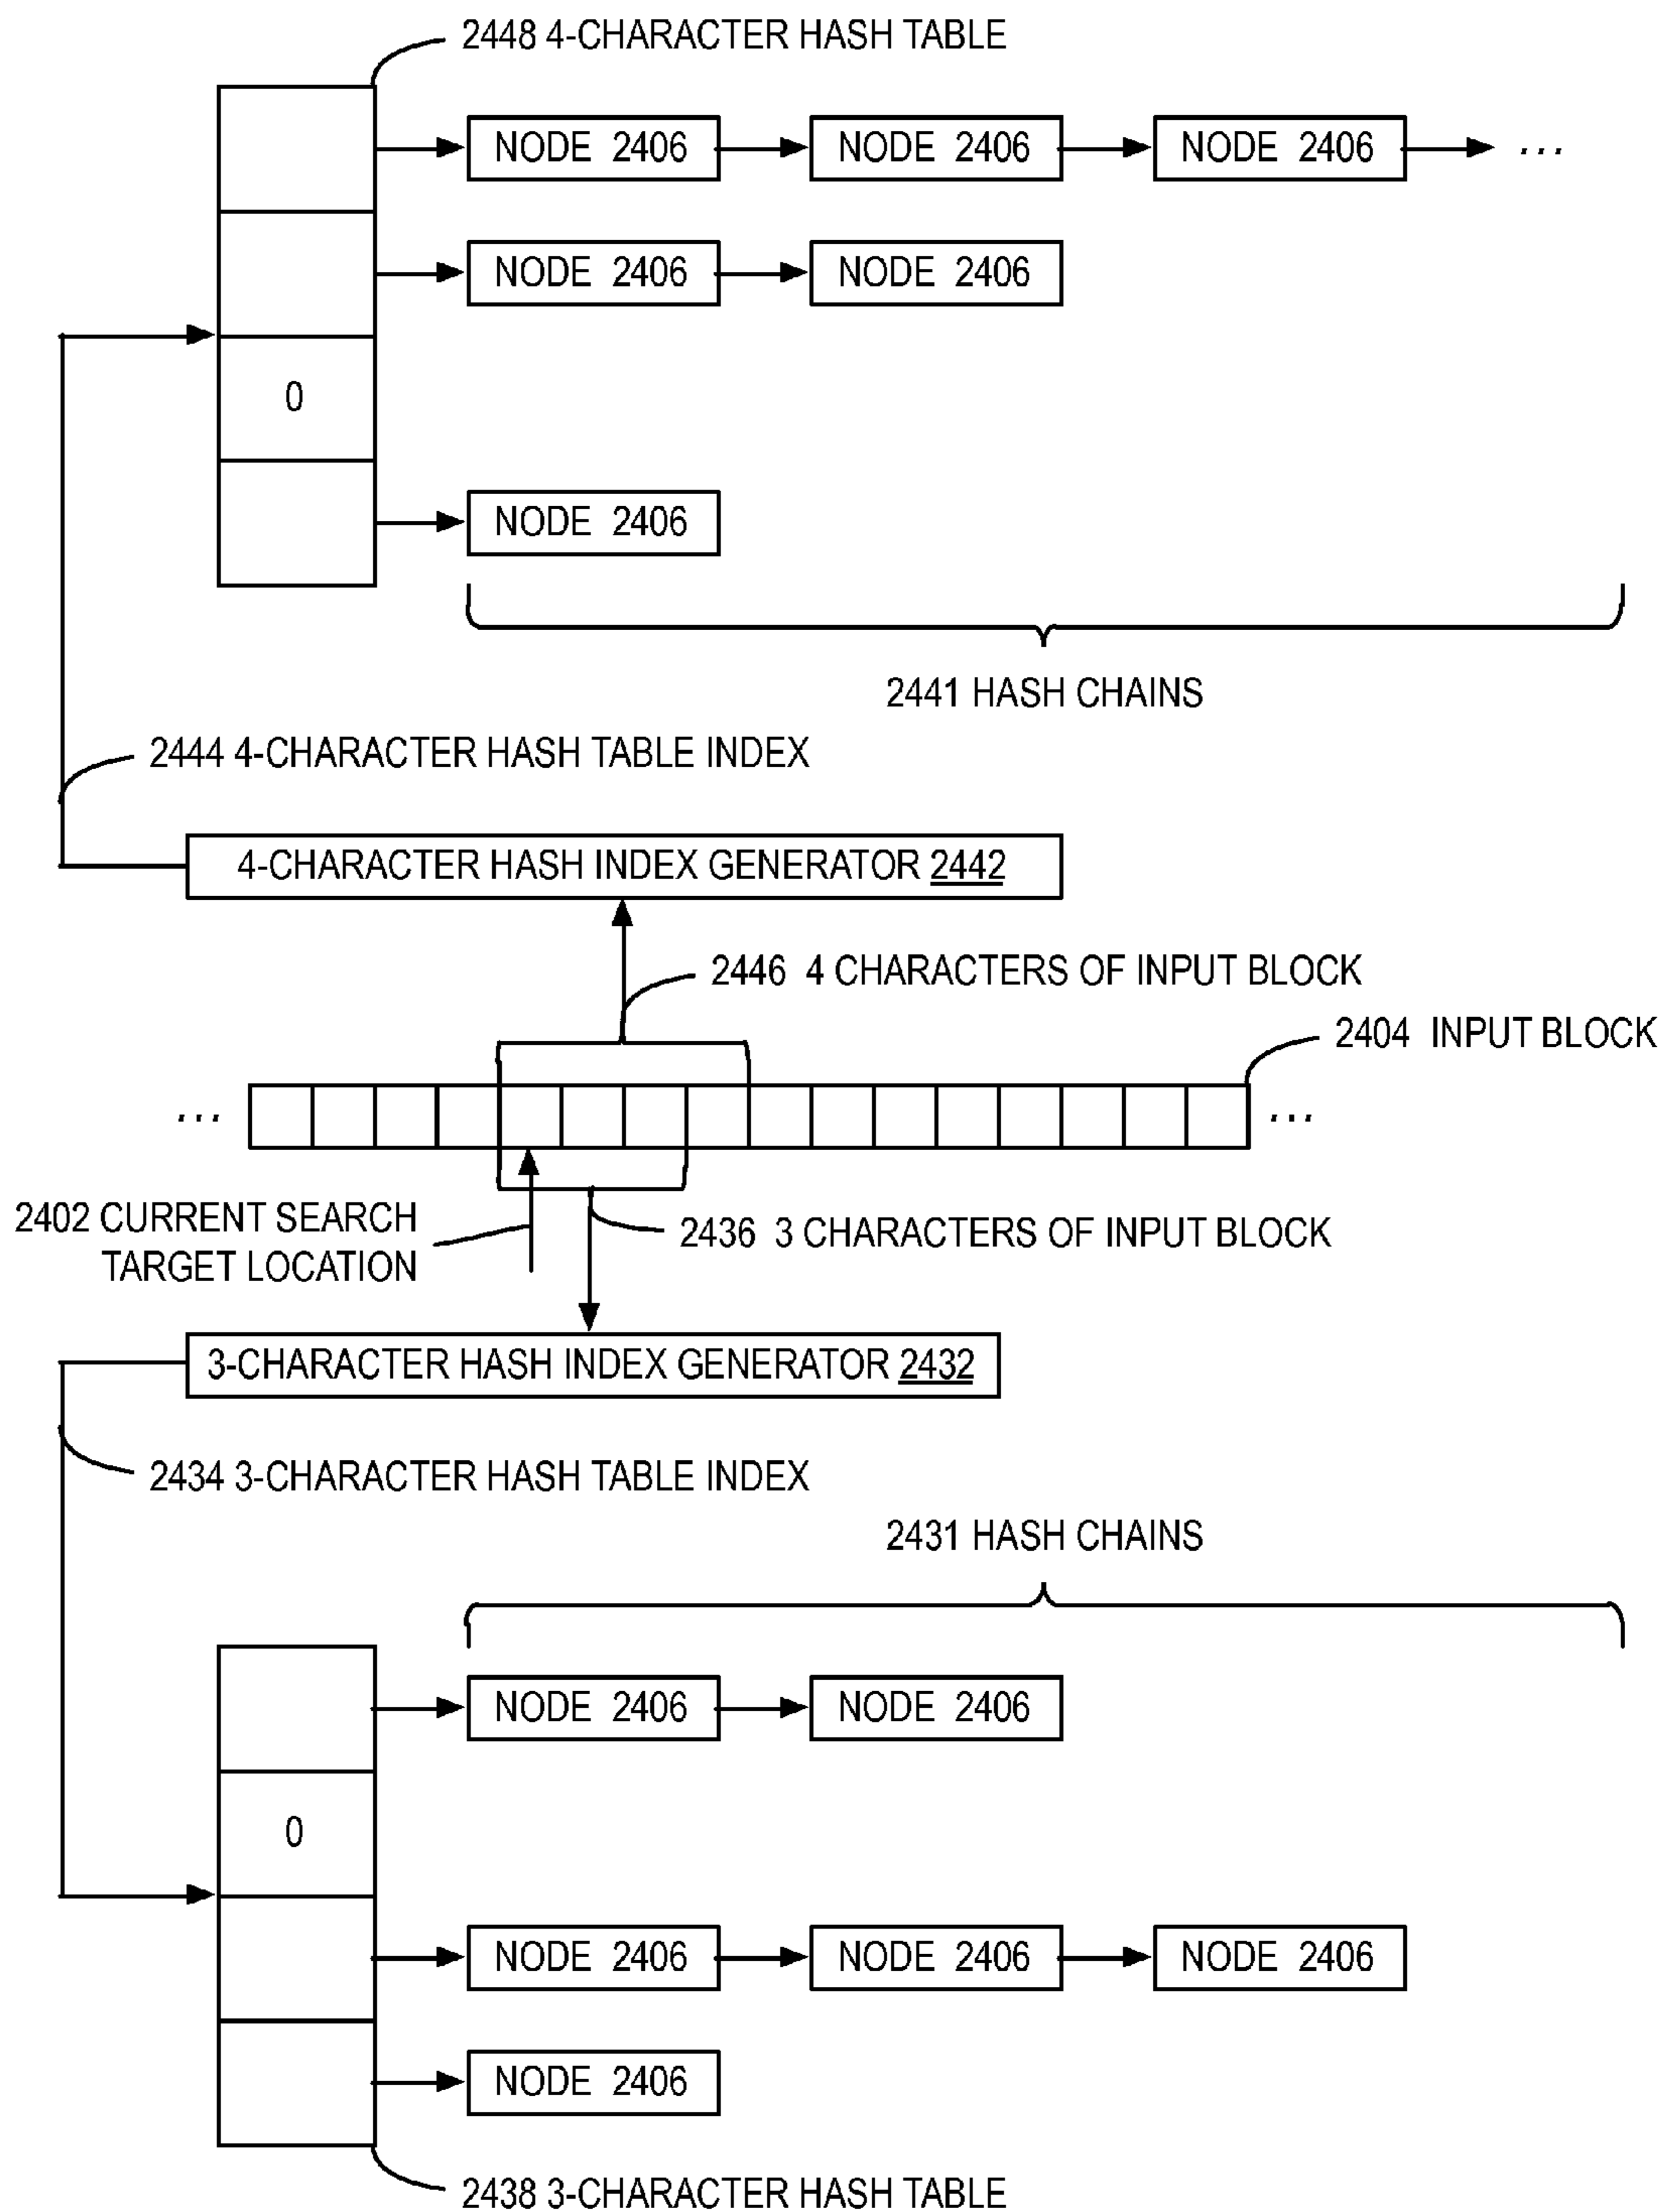 2448 4-CHARACTER HASH TABLE
NODE 2406
NODE 2406
NODE 2406
...
NODE 2406
NODE 2406
0
NODE 2406
2441 HASH CHAINS
2444 4-CHARACTER HASH TABLE INDEX
4-CHARACTER HASH INDEX GENERATOR 2442
2446 4 CHARACTERS OF INPUT BLOCK
2404 INPUT BLOCK
...
...
2402 CURRENT SEARCH
TARGET LOCATION
2436 3 CHARACTERS OF INPUT BLOCK
3-CHARACTER HASH INDEX GENERATOR 2432
2434 3-CHARACTER HASH TABLE INDEX
2431 HASH CHAINS
NODE 2406
NODE 2406
0
NODE 2406
NODE 2406
NODE 2406
NODE 2406
2438 3-CHARACTER HASH TABLE